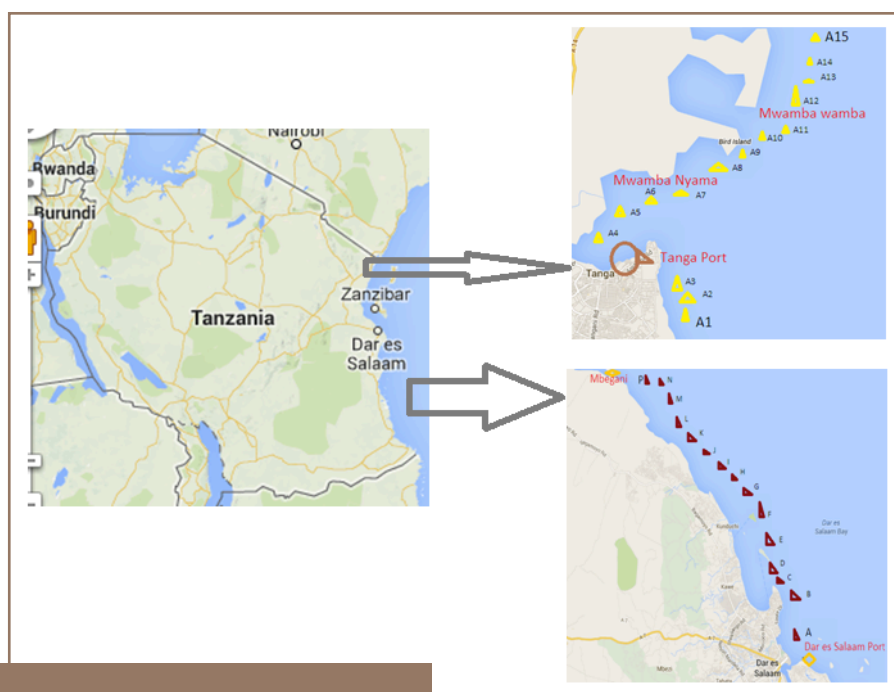 Nairobi
Rwanda
Burundi
Tanzania
Zanzibar
Dar es
Salaam
A15
A14
A13
A12
Mwamba wamba
A11
A10
Bird Island
A9
A8
Mwamba Nyama
A6
A7
A5
A4
Tanga Port
Tanga
A3
A2
A1
Mbegani
P
N
M
L
K
J
I
H
G
F
Dar es
Salaam Bay
E
D
C
B
A
Dar es Salaam Port
Dar es
Salaam
Kawe
Mbezi